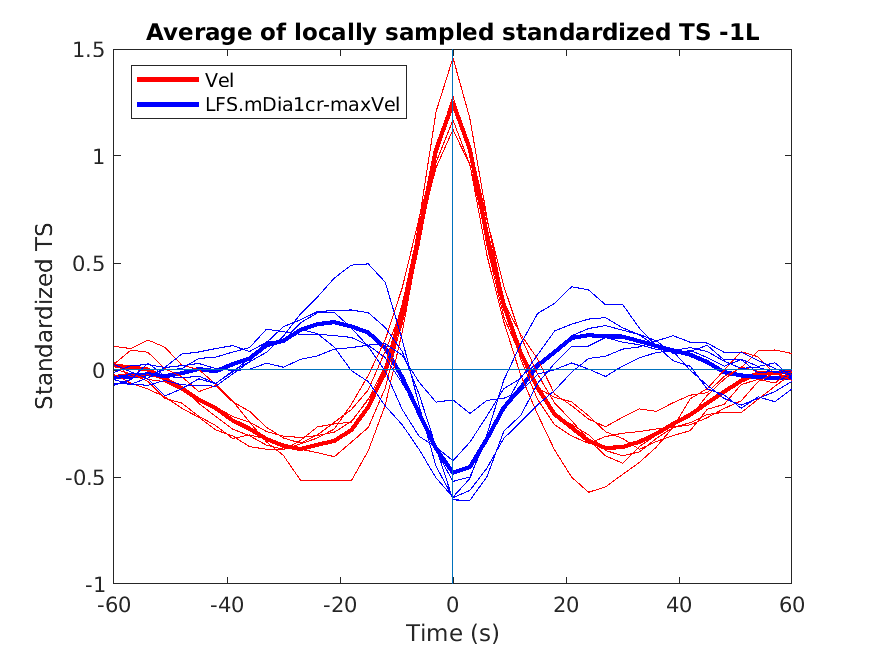 Average of locally sampled standardized TS -1L
Vel
LFS.mDia1cr-maxVel
Standardized TS
1.5
1
0.5
0
-0.5
-1
-60
-40
-20
0
20
40
60
Time (s)